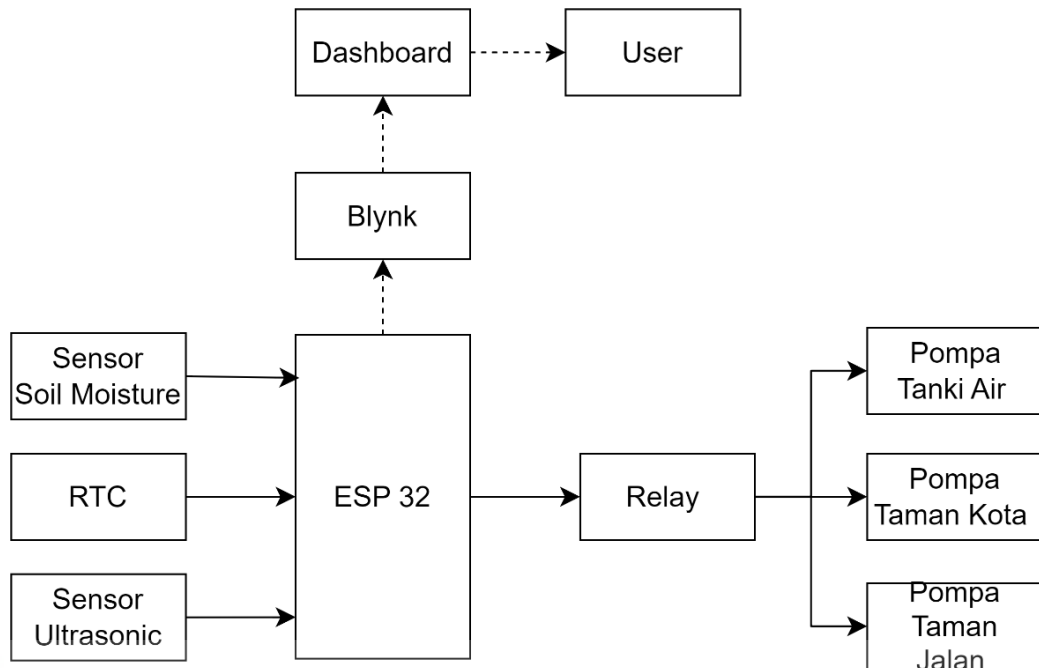 Dashboard
User
Blynk
Sensor
Soil Moisture
RTC
Sensor
Ultrasonic
ESP 32
Relay
Pompa
Tanki Air
Pompa
Taman Kota
Pompa
Taman
Jalan